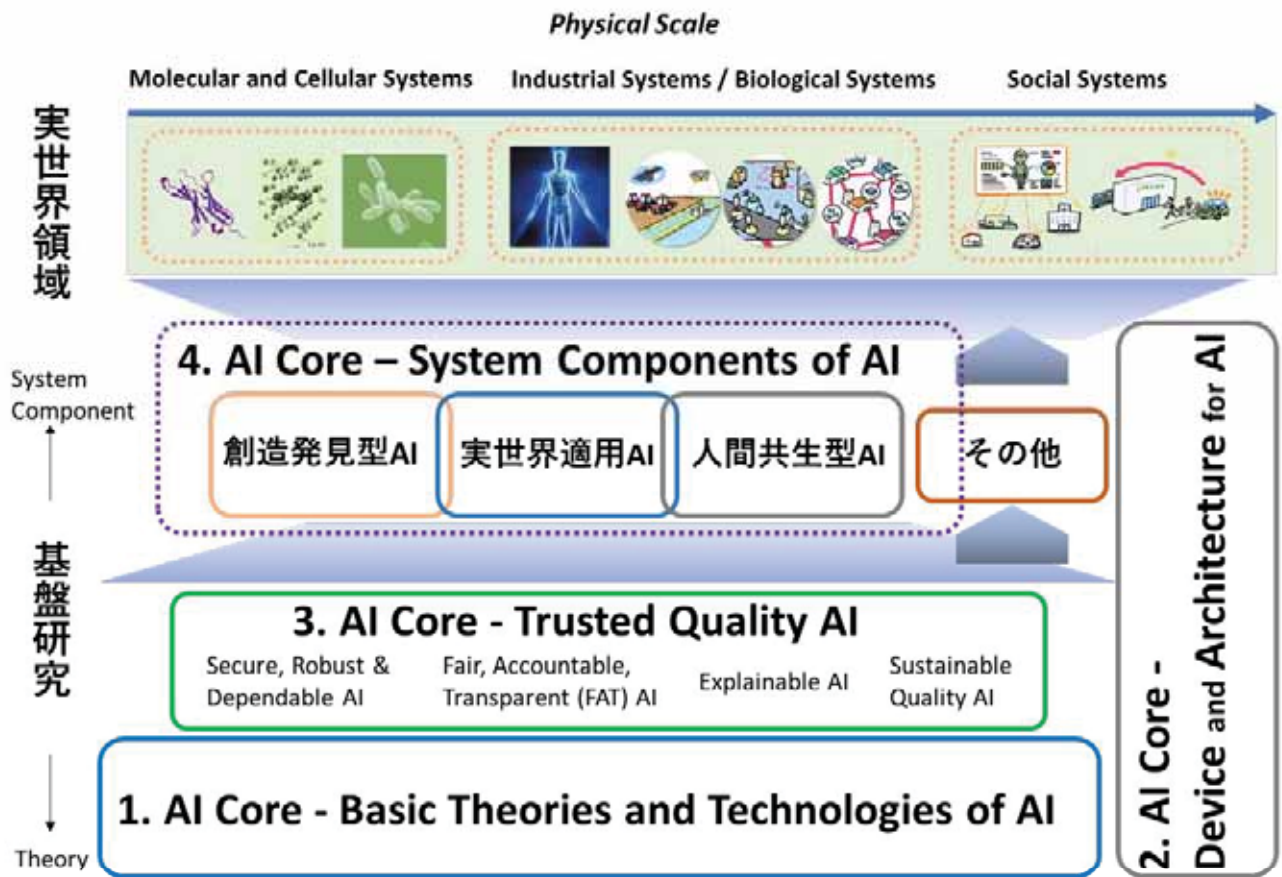 Physical Scale
Molecular and Cellular Systems
Industrial Systems / Biological Systems
Social Systems
実世界領域
4. AI Core – System Components of AI
System
Component
創造発見型AI
実世界適用AI
人間共生型AI
その他
基盤研究
3. AI Core - Trusted Quality AI
Secure, Robust &
Dependable AI
Fair, Accountable,
Transparent (FAT) AI
Explainable AI
Sustainable
Quality AI
1. AI Core - Basic Theories and Technologies of AI
Theory
2. AI Core -
Device and Architecture for AI